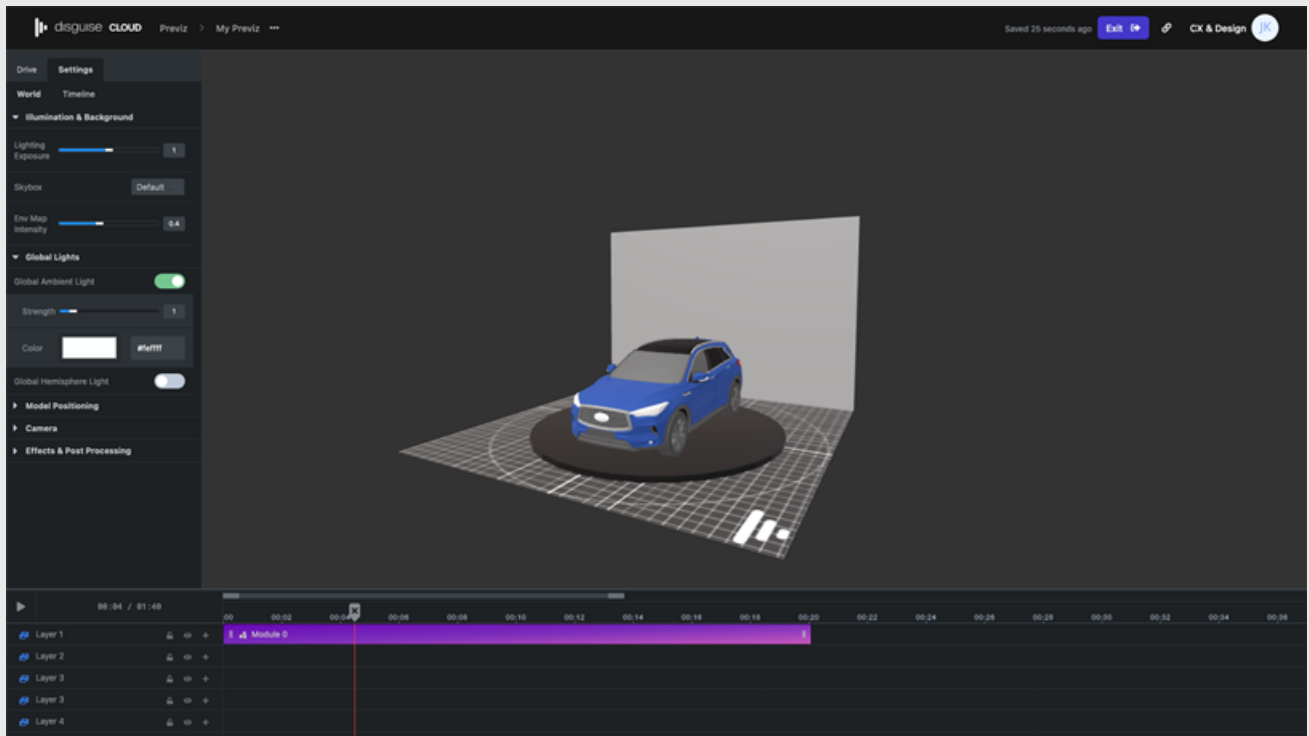 disguise CLOUD Previz > My Previz •••
Saved 25 seconds ago Exit CX & Design JK
Drive Settings
World Timeline
Illumination & Background
Lighting
Exposure
1
Skybox Default
Env Map
Intensity
0.4
Global Lights
Global Ambient Light
Strength 1
Color #feffff
Global Hemisphere Light
Model Positioning
Camera
Effects & Post Processing
00:04 / 01:40
:00 00:02 00:04 00:06 00:08 00:10 00:12 00:14 00:16 00:18 00:20 00:22 00:24 00:26 00:28 00:30 00:32 00:34 00:36
Layer 1 Module 0
Layer 2
Layer 3
Layer 3
Layer 4